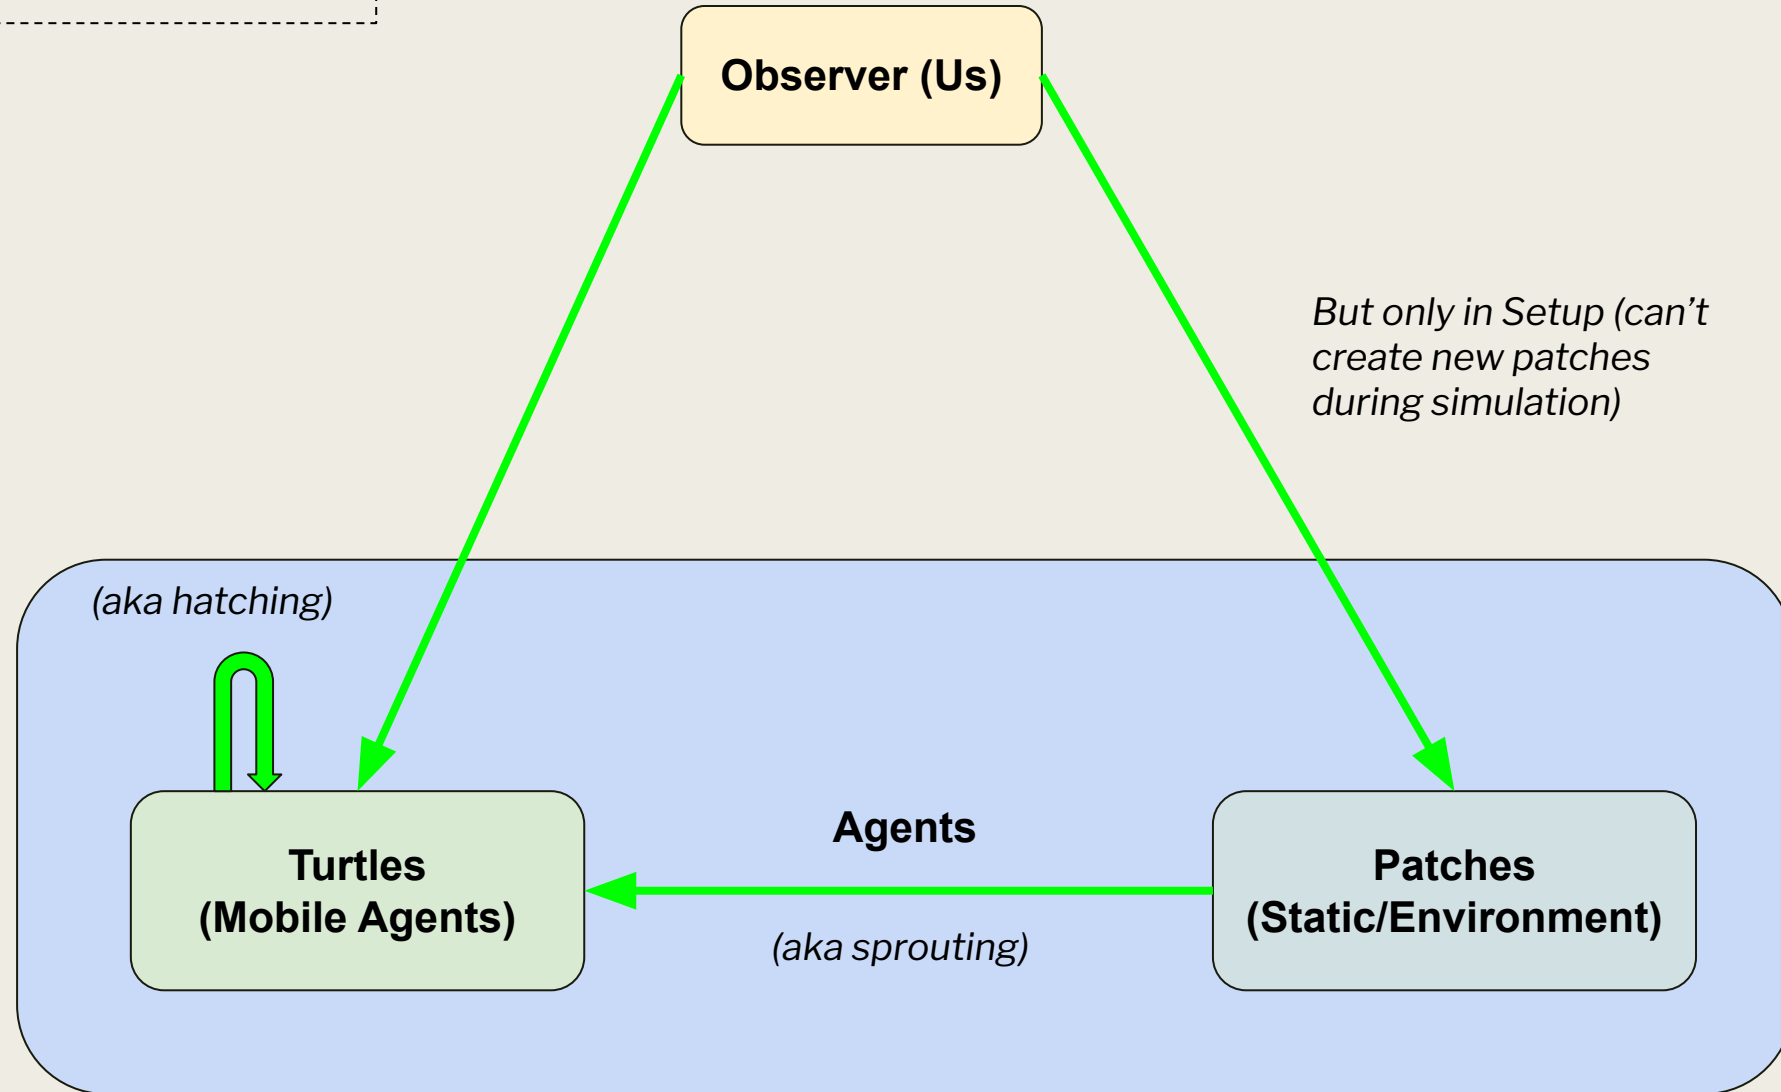 Observer (Us)
But only in Setup (can’t
create new patches
during simulation)
(aka hatching)
Agents
Turtles
(Mobile Agents)
Patches
(Static/Environment)
(aka sprouting)